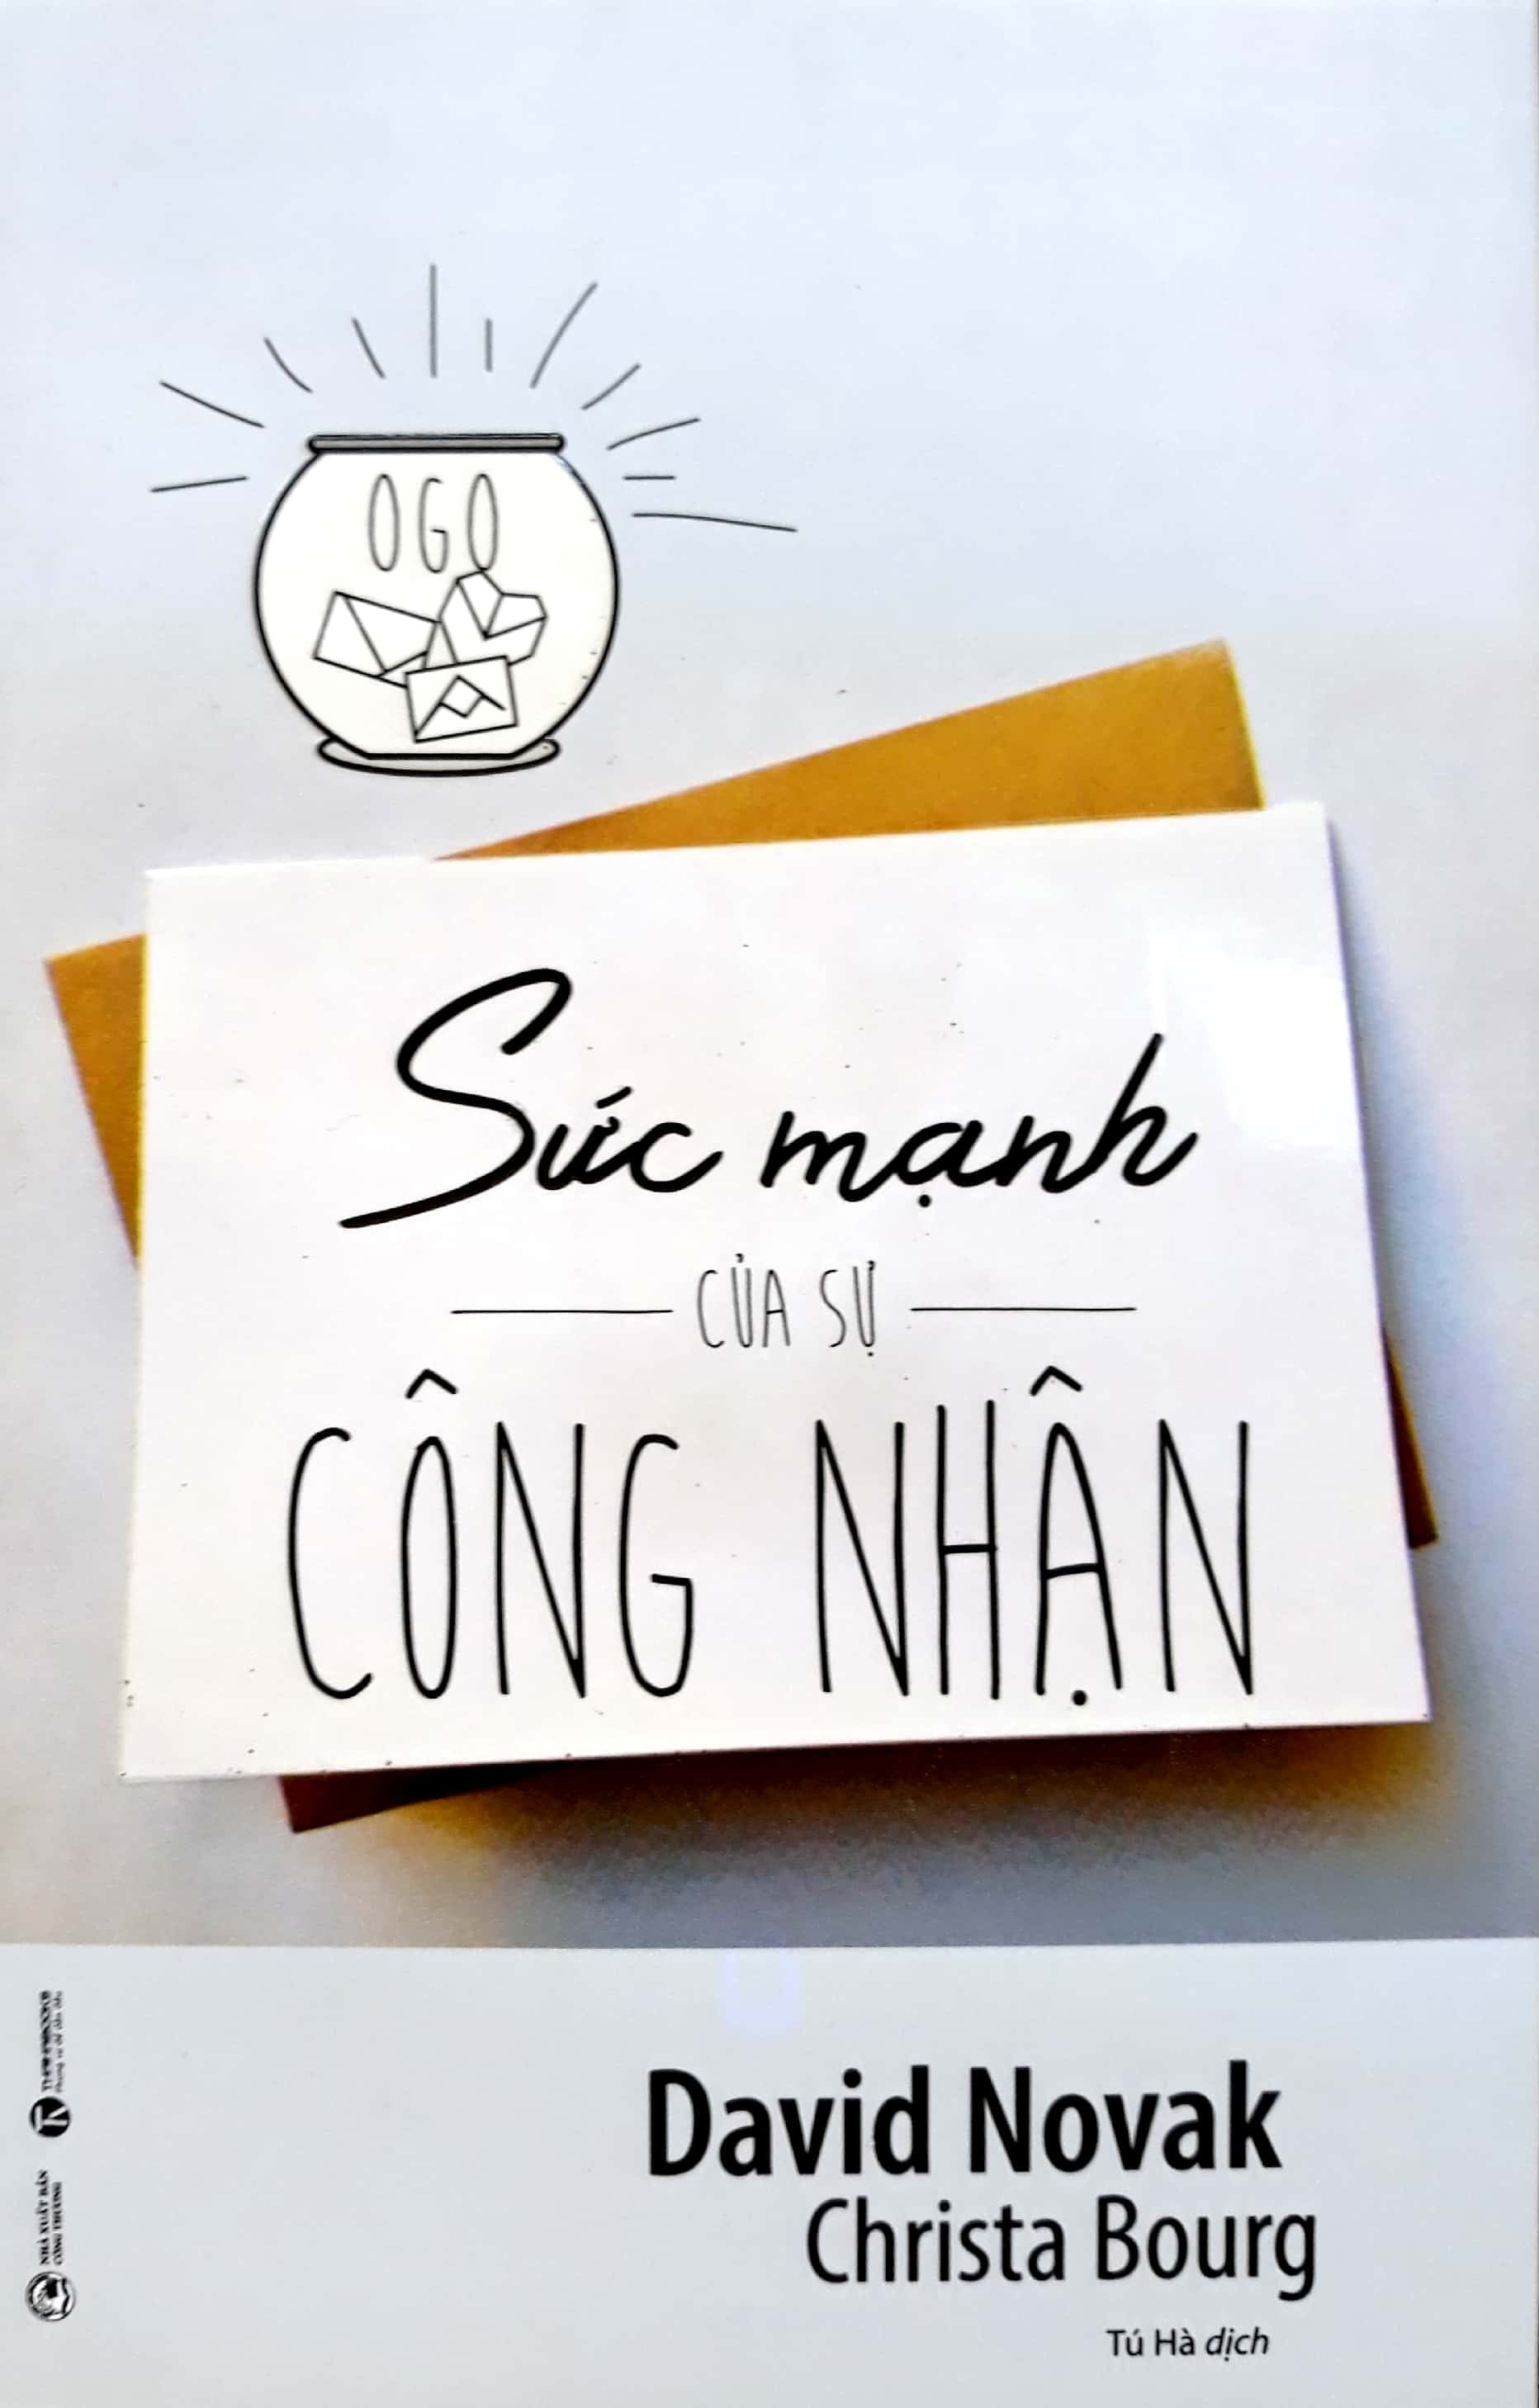 OGO
Sức mạnh
CỦA SỰ
CÔNG NHẬN
David Novak
Christa Bourg
Tú Hà dịch
NHÀ XUẤT BẢN
CÔNG THƯƠNG
THAIHABOOKS